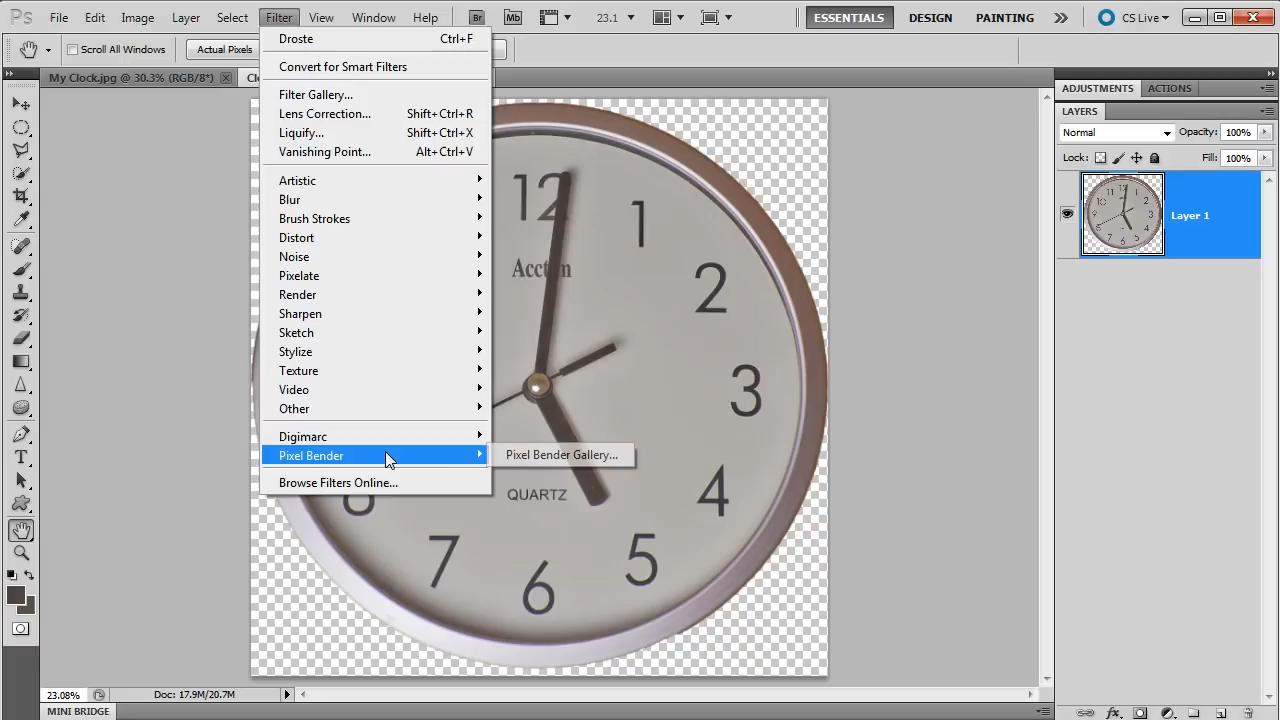 Ps File Edit Image Layer Select Filter View Window Help Br Mb 23.1 ESSENTIALS DESIGN PAINTING CS Live
Scroll All Windows Actual Pixels
My Clock.jpg @ 30.3% (RGB/8*)
Droste Ctrl+F
Convert for Smart Filters
Filter Gallery...
Lens Correction... Shift+Ctrl+R
Liquify... Shift+Ctrl+X
Vanishing Point... Alt+Ctrl+V
Artistic
Blur
Brush Strokes
Distort
Noise
Pixelate
Render
Sharpen
Sketch
Stylize
Texture
Video
Other
Digimarc
Pixel Bender
Pixel Bender Gallery...
Browse Filters Online...
12
1
2
3
4
5
6
7
QUARTZ
ADJUSTMENTS ACTIONS
LAYERS
Normal Opacity: 100%
Lock: Fill: 100%
Layer 1
23.08% Doc: 17.9M/20.7M
MINI BRIDGE